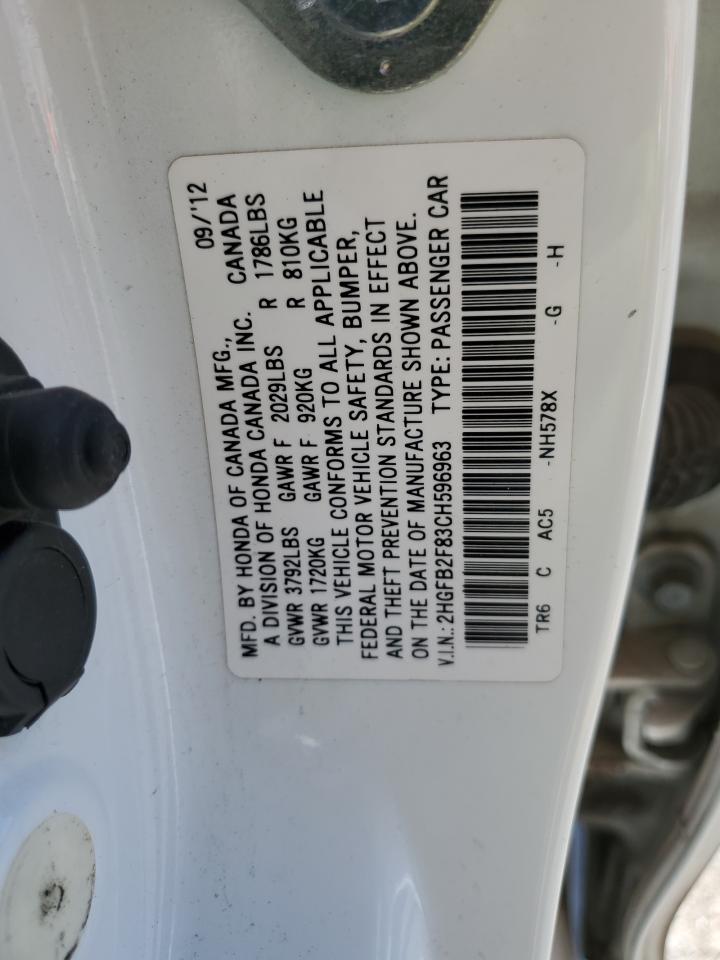 09/'12
MFD. BY HONDA OF CANADA MFG.,
A DIVISION OF HONDA CANADA INC. CANADA
GVWR 3792LBS GAWR F 2029LBS R 1786LBS
GVWR 1720KG GAWR F 920KG R 810KG
THIS VEHICLE CONFORMS TO ALL APPLICABLE
FEDERAL MOTOR VEHICLE SAFETY, BUMPER,
AND THEFT PREVENTION STANDARDS IN EFFECT
ON THE DATE OF MANUFACTURE SHOWN ABOVE.
V.I.N.: 2HGFB2F83CH596963 TYPE: PASSENGER CAR
TR6 C AC5 -NH578X -G -H